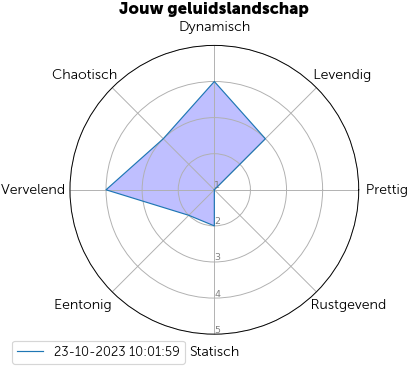 Jouw geluidslandschap
Dynamisch
Chaotisch
Levendig
Vervelend
Prettig
1
2
3
4
5
Eentonig
Rustgevend
Statisch
23-10-2023 10:01:59